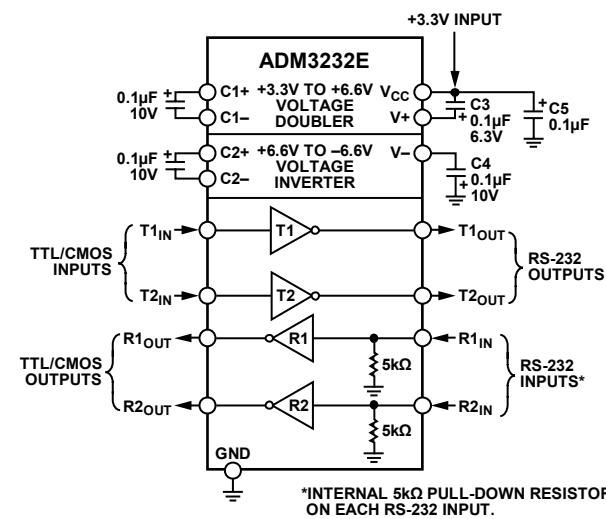 +3.3V INPUT
ADM3232E
0.1µF
10V
+
C1+
C1–
+3.3V TO +6.6V
VOLTAGE
DOUBLER
VCC
V+
C3
+
0.1µF
6.3V
+
C5
0.1µF
0.1µF
10V
+
C2+
C2–
+6.6V TO –6.6V
VOLTAGE
INVERTER
V–
C4
+
0.1µF
10V
TTL/CMOS
INPUTS
T1IN
T1
T1OUT
T2IN
T2
T2OUT
RS-232
OUTPUTS
TTL/CMOS
OUTPUTS
R1OUT
R1
R1IN
5kΩ
R2OUT
R2
R2IN
5kΩ
RS-232
INPUTS*
GND
*INTERNAL 5kΩ PULL-DOWN RESISTOR
ON EACH RS-232 INPUT.